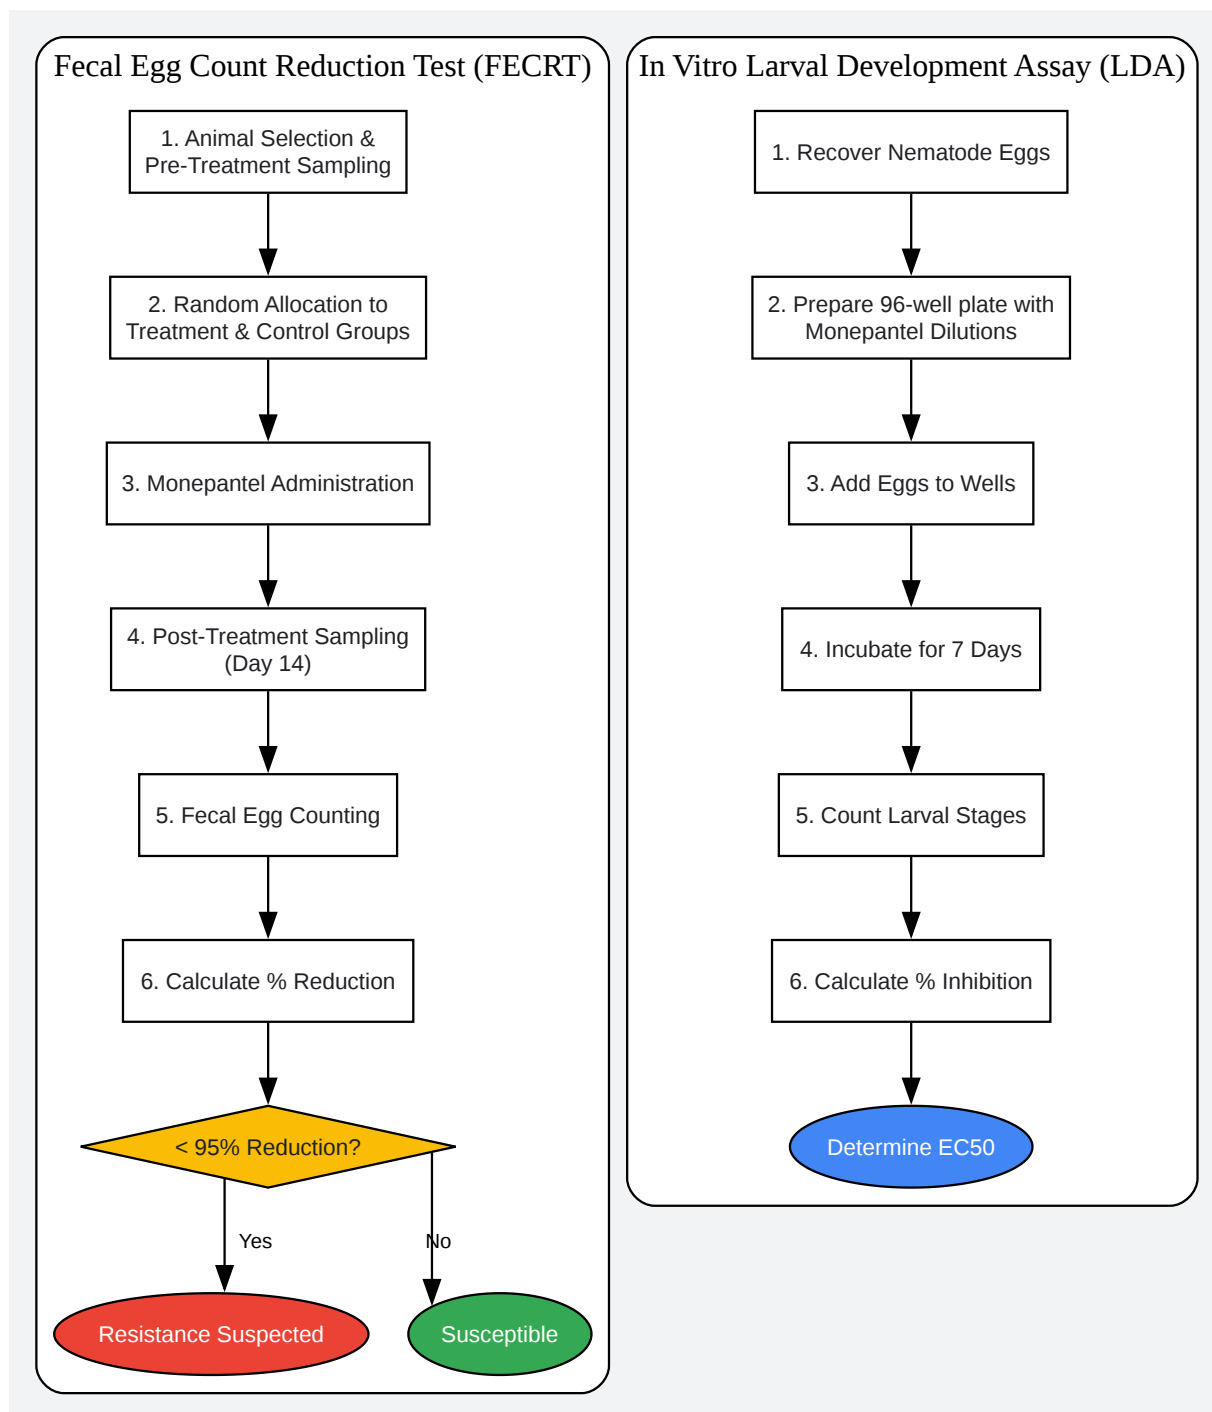 Fecal Egg Count Reduction Test (FECRT)
1. Animal Selection &
Pre-Treatment Sampling
2. Random Allocation to
Treatment & Control Groups
3. Monepantel Administration
4. Post-Treatment Sampling
(Day 14)
5. Fecal Egg Counting
6. Calculate % Reduction
< 95% Reduction?
Yes
No
Resistance Suspected
Susceptible
In Vitro Larval Development Assay (LDA)
1. Recover Nematode Eggs
2. Prepare 96-well plate with
Monepantel Dilutions
3. Add Eggs to Wells
4. Incubate for 7 Days
5. Count Larval Stages
6. Calculate % Inhibition
Determine EC50